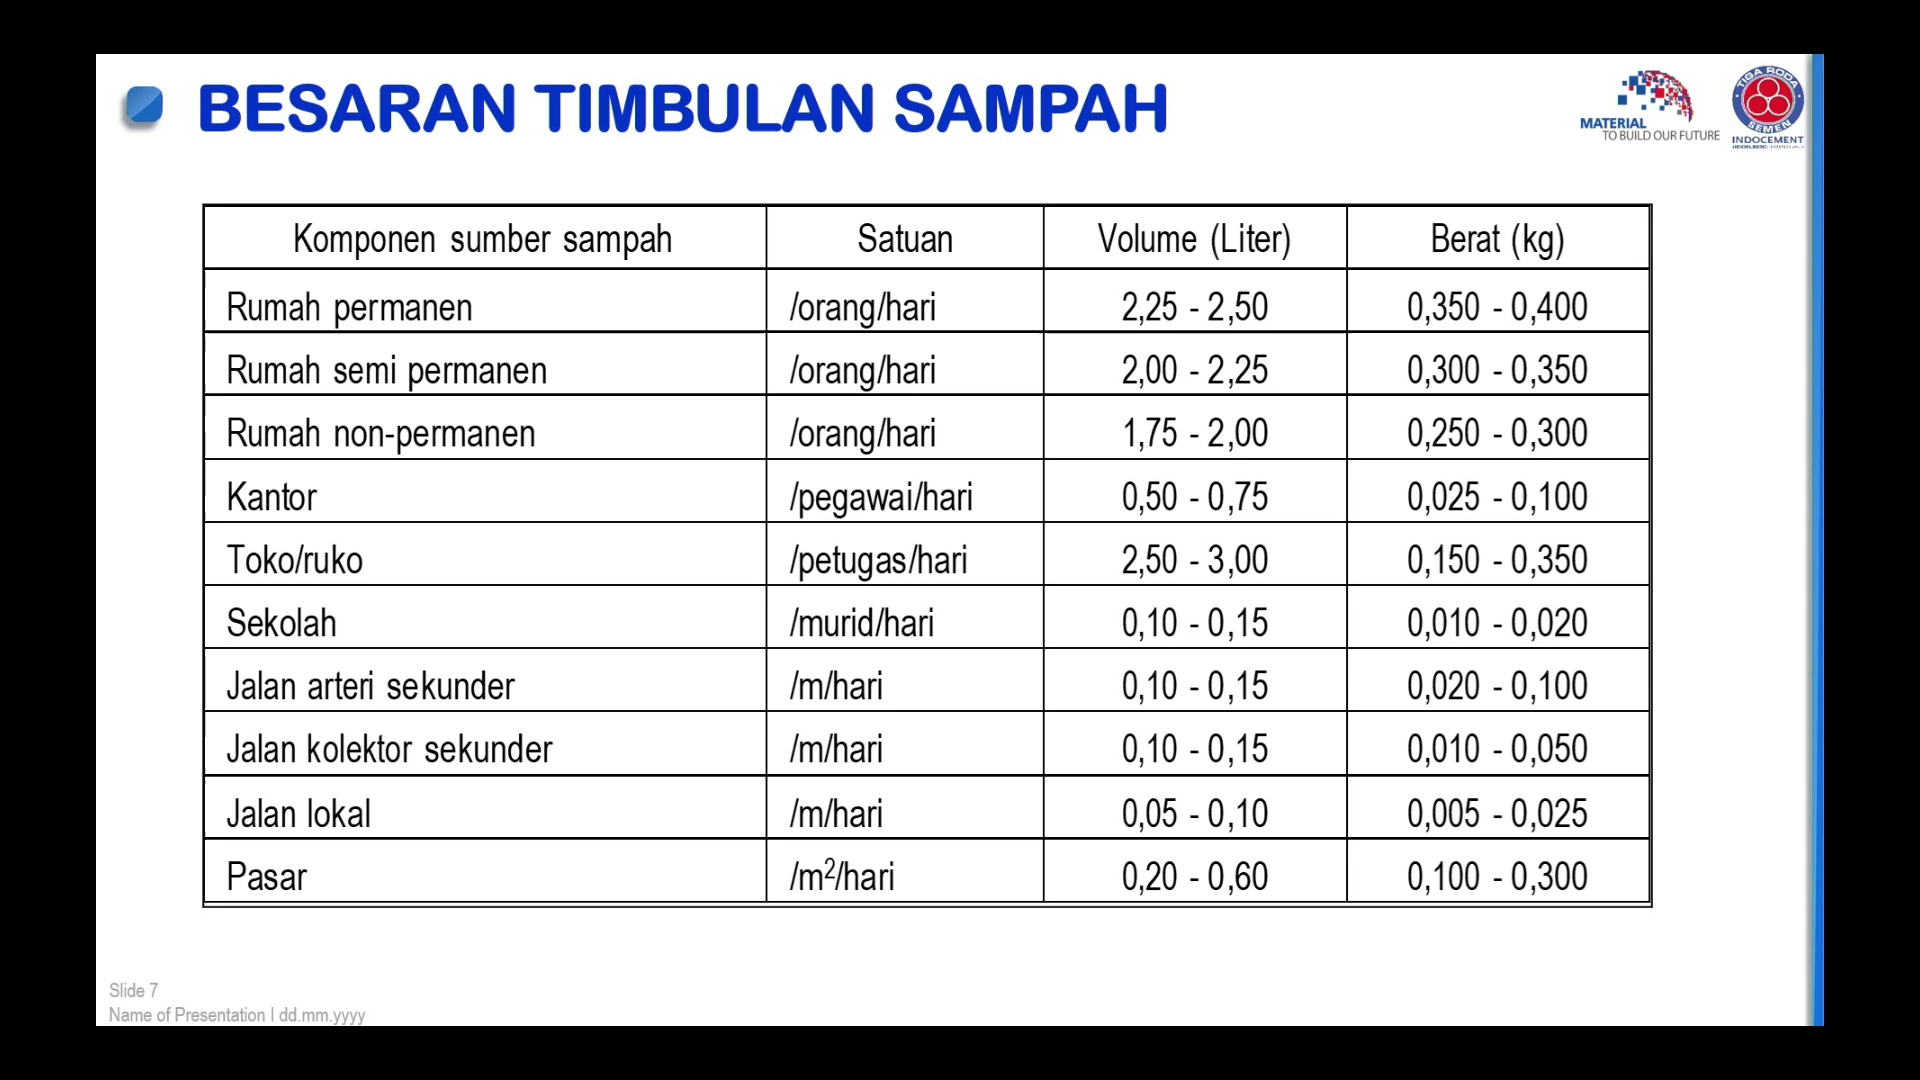 BESARAN TIMBULAN SAMPAH
MATERIAL
TO BUILD OUR FUTURE
TIGA RODA
SEMEN
INDOCEMENT
Komponen sumber sampah Satuan Volume (Liter) Berat (kg)
Rumah permanen /orang/hari 2,25 - 2,50 0,350 - 0,400
Rumah semi permanen /orang/hari 2,00 - 2,25 0,300 - 0,350
Rumah non-permanen /orang/hari 1,75 - 2,00 0,250 - 0,300
Kantor /pegawai/hari 0,50 - 0,75 0,025 - 0,100
Toko/ruko /petugas/hari 2,50 - 3,00 0,150 - 0,350
Sekolah /murid/hari 0,10 - 0,15 0,010 - 0,020
Jalan arteri sekunder /m/hari 0,10 - 0,15 0,020 - 0,100
Jalan kolektor sekunder /m/hari 0,10 - 0,15 0,010 - 0,050
Jalan lokal /m/hari 0,05 - 0,10 0,005 - 0,025
Pasar /m²/hari 0,20 - 0,60 0,100 - 0,300
Slide 7
Name of Presentation I dd.mm.yyyy